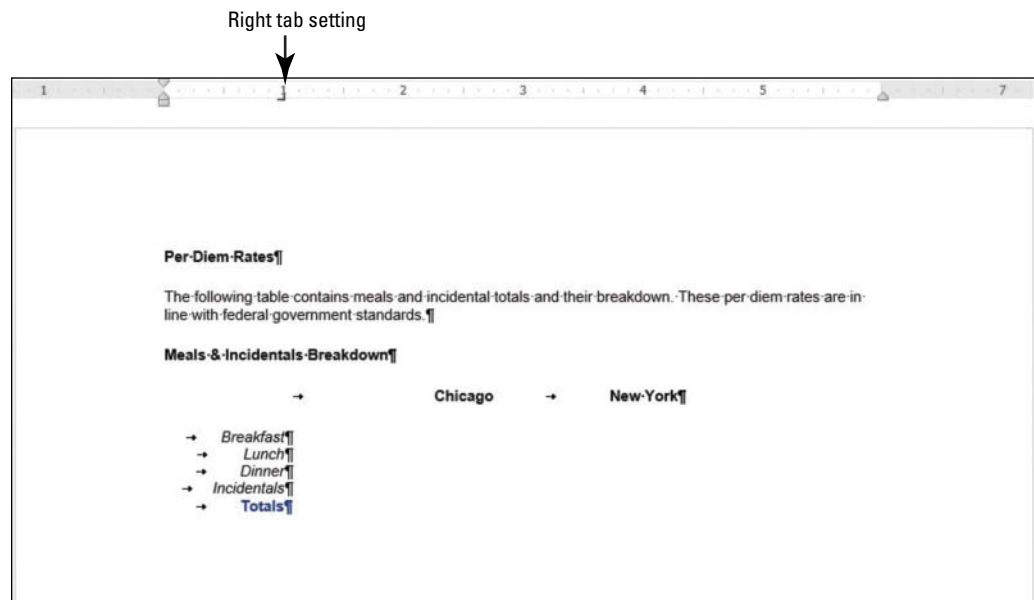 Right tab setting
1 1 2 3 4 5 7
Per·Diem·Rates¶
The·following·table·contains·meals·and·incidental·totals·and·their·breakdown.·These·per·diem·rates·are·in·
line·with·federal·government·standards.¶
Meals·&·Incidentals·Breakdown¶
→ Chicago → New·York¶
→ Breakfast¶
→ Lunch¶
→ Dinner¶
→ Incidentals¶
→ Totals¶